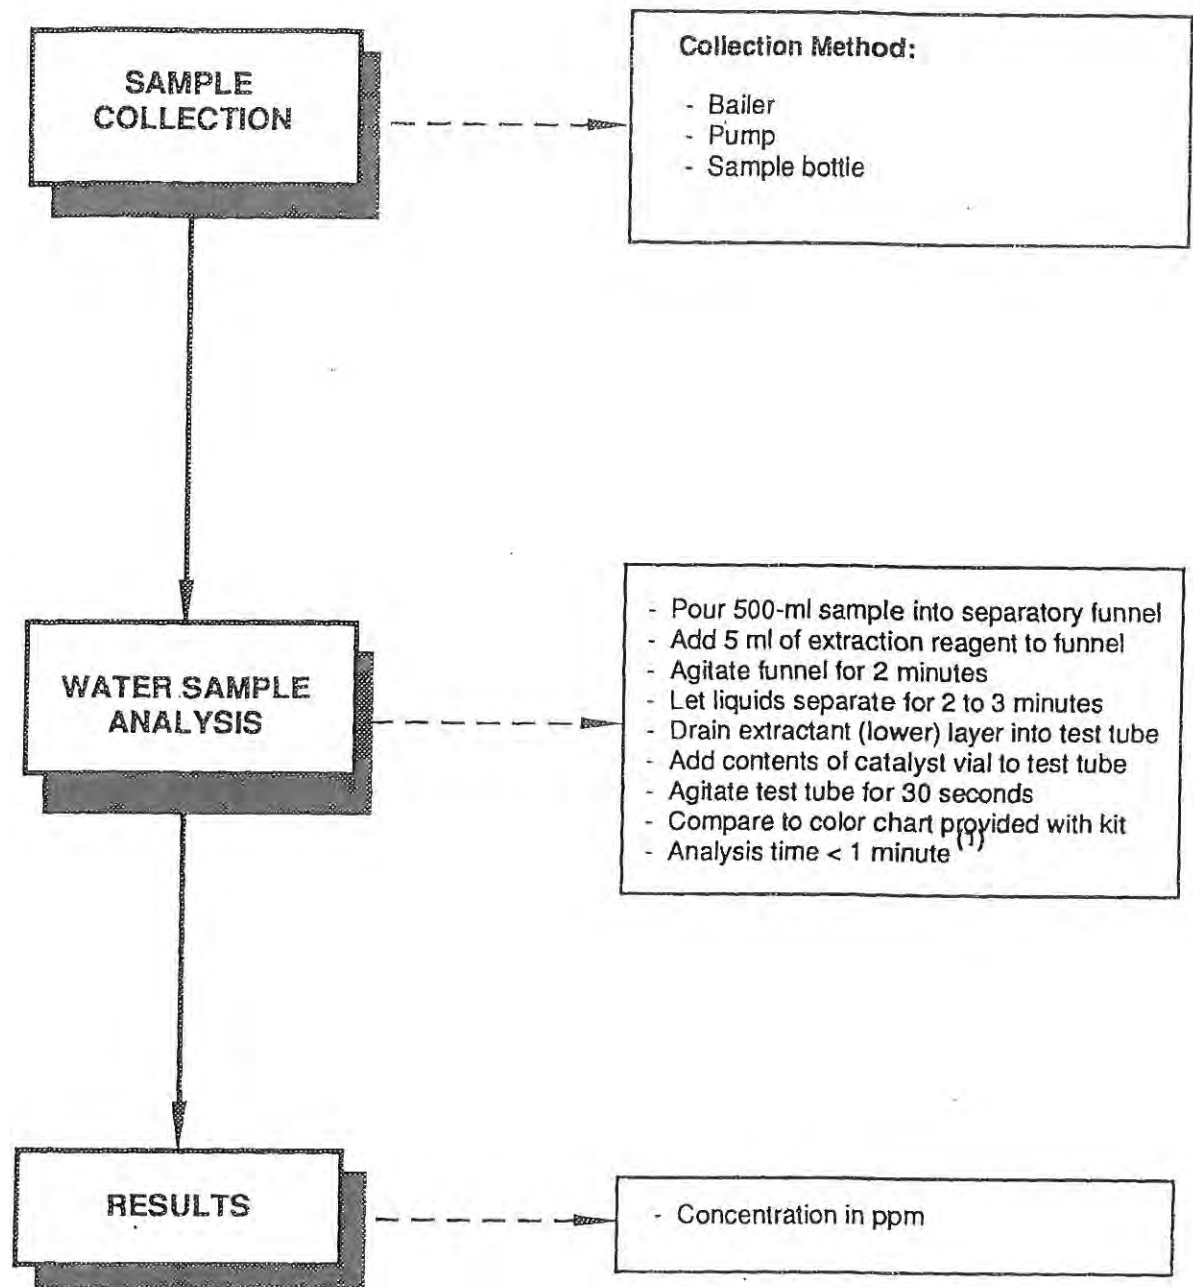 SAMPLE
COLLECTION
Collection Method:
- Bailer
- Pump
- Sample bottle
WATER SAMPLE
ANALYSIS
- Pour 500-ml sample into separatory funnel
- Add 5 ml of extraction reagent to funnel
- Agitate funnel for 2 minutes
- Let liquids separate for 2 to 3 minutes
- Drain extractant (lower) layer into test tube
- Add contents of catalyst vial to test tube
- Agitate test tube for 30 seconds
- Compare to color chart provided with kit
- Analysis time < 1 minute (1)
RESULTS
- Concentration in ppm